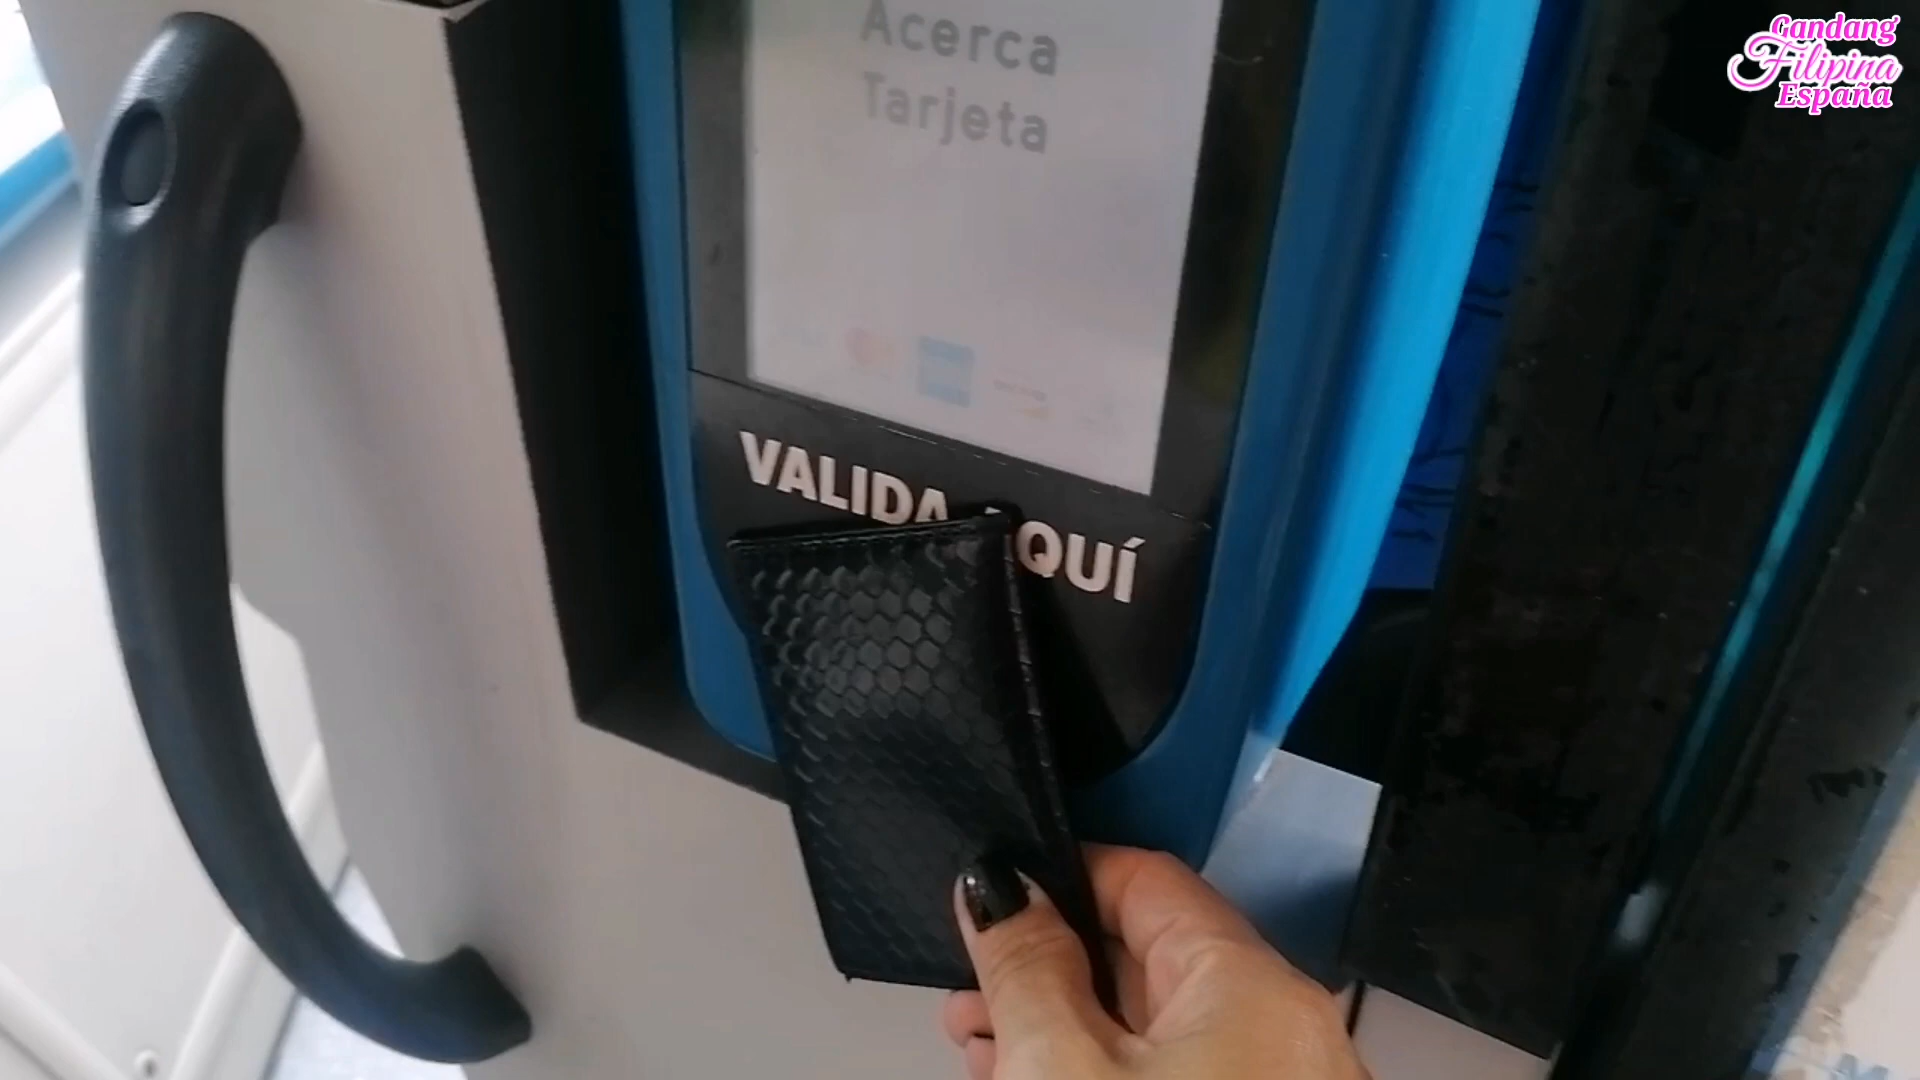 Gandang
Filipina
España
Acerca
Tarjeta
VALIDA AQUÍ